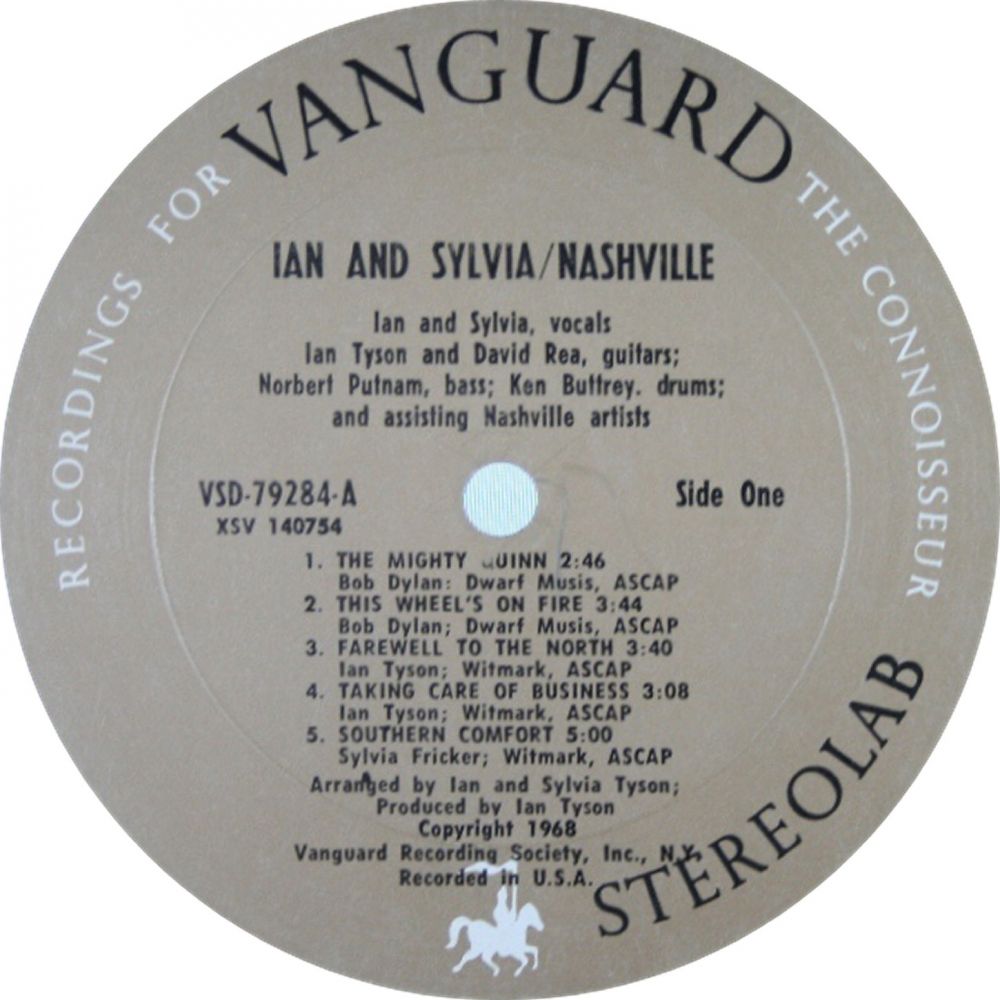 RECORDINGS FOR VANGUARD THE CONNOISSEUR
IAN AND SYLVIA/NASHVILLE
Ian and Sylvia, vocals
Ian Tyson and David Rea, guitars;
Norbert Putnam, bass; Ken Buttrey. drums;
and assisting Nashville artists
VSD-79284-A
XSV 140754
Side One
1. THE MIGHTY QUINN 2:46
Bob Dylan: Dwarf Musis, ASCAP
2. THIS WHEEL'S ON FIRE 3:44
Bob Dylan; Dwarf Musis, ASCAP
3. FAREWELL TO THE NORTH 3:40
Ian Tyson; Witmark, ASCAP
4. TAKING CARE OF BUSINESS 3:08
Ian Tyson; Witmark, ASCAP
5. SOUTHERN COMFORT 5:00
Sylvia Fricker; Witmark, ASCAP
Arranged by Ian and Sylvia Tyson;
Produced by Ian Tyson
Copyright 1968
Vanguard Recording Society, Inc., N.Y.
Recorded in U.S.A.
STEREOLAB